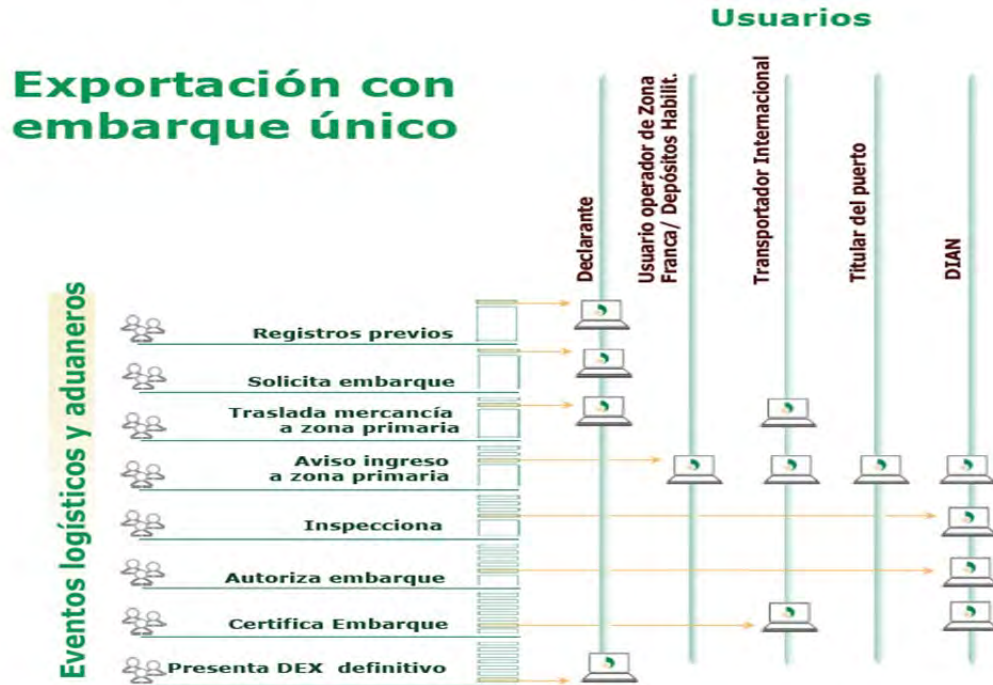 Usuarios
Exportación con
embarque único
Declarante
Usuario operador de Zona
Franca/ Depósitos Habilit.
Transportador Internacional
Titular del puerto
DIAN
Eventos logísticos y aduaneros
Registros previos
Solicita embarque
Traslada mercancía
a zona primaria
Aviso ingreso
a zona primaria
Inspecciona
Autoriza embarque
Certifica Embarque
Presenta DEX definitivo